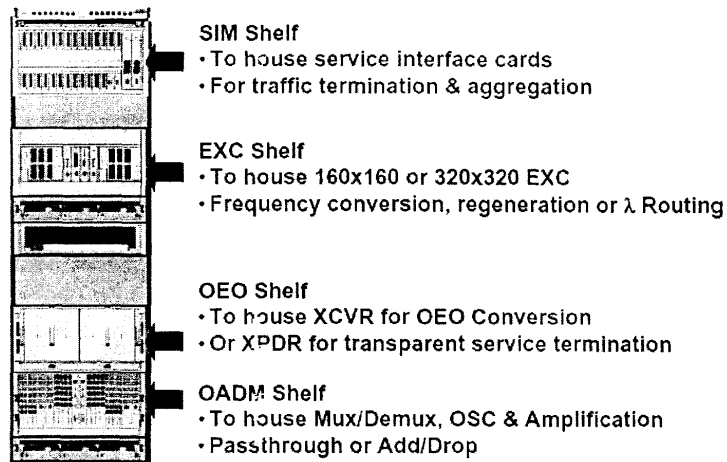 SIM Shelf
· To house service interface cards
· For traffic termination & aggregation
EXC Shelf
· To house 160x160 or 320x320 EXC
· Frequency conversion, regeneration or λ Routing
OEO Shelf
· To house XCVR for OEO Conversion
· Or XPDR for transparent service termination
OADM Shelf
· To house Mux/Demux, OSC & Amplification
· Passthrough or Add/Drop